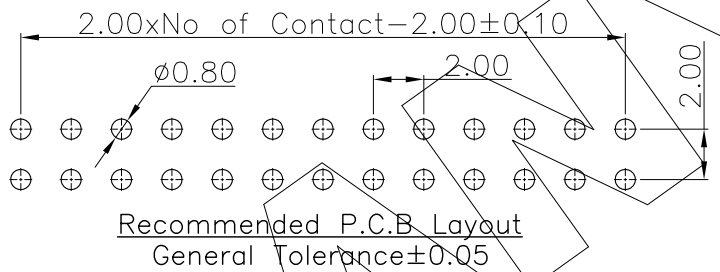 2.00xNo of Contact-2.00±0.10
⌀0.80
2.00
2.00
Recommended P.C.B Layout
General Tolerance±0.05